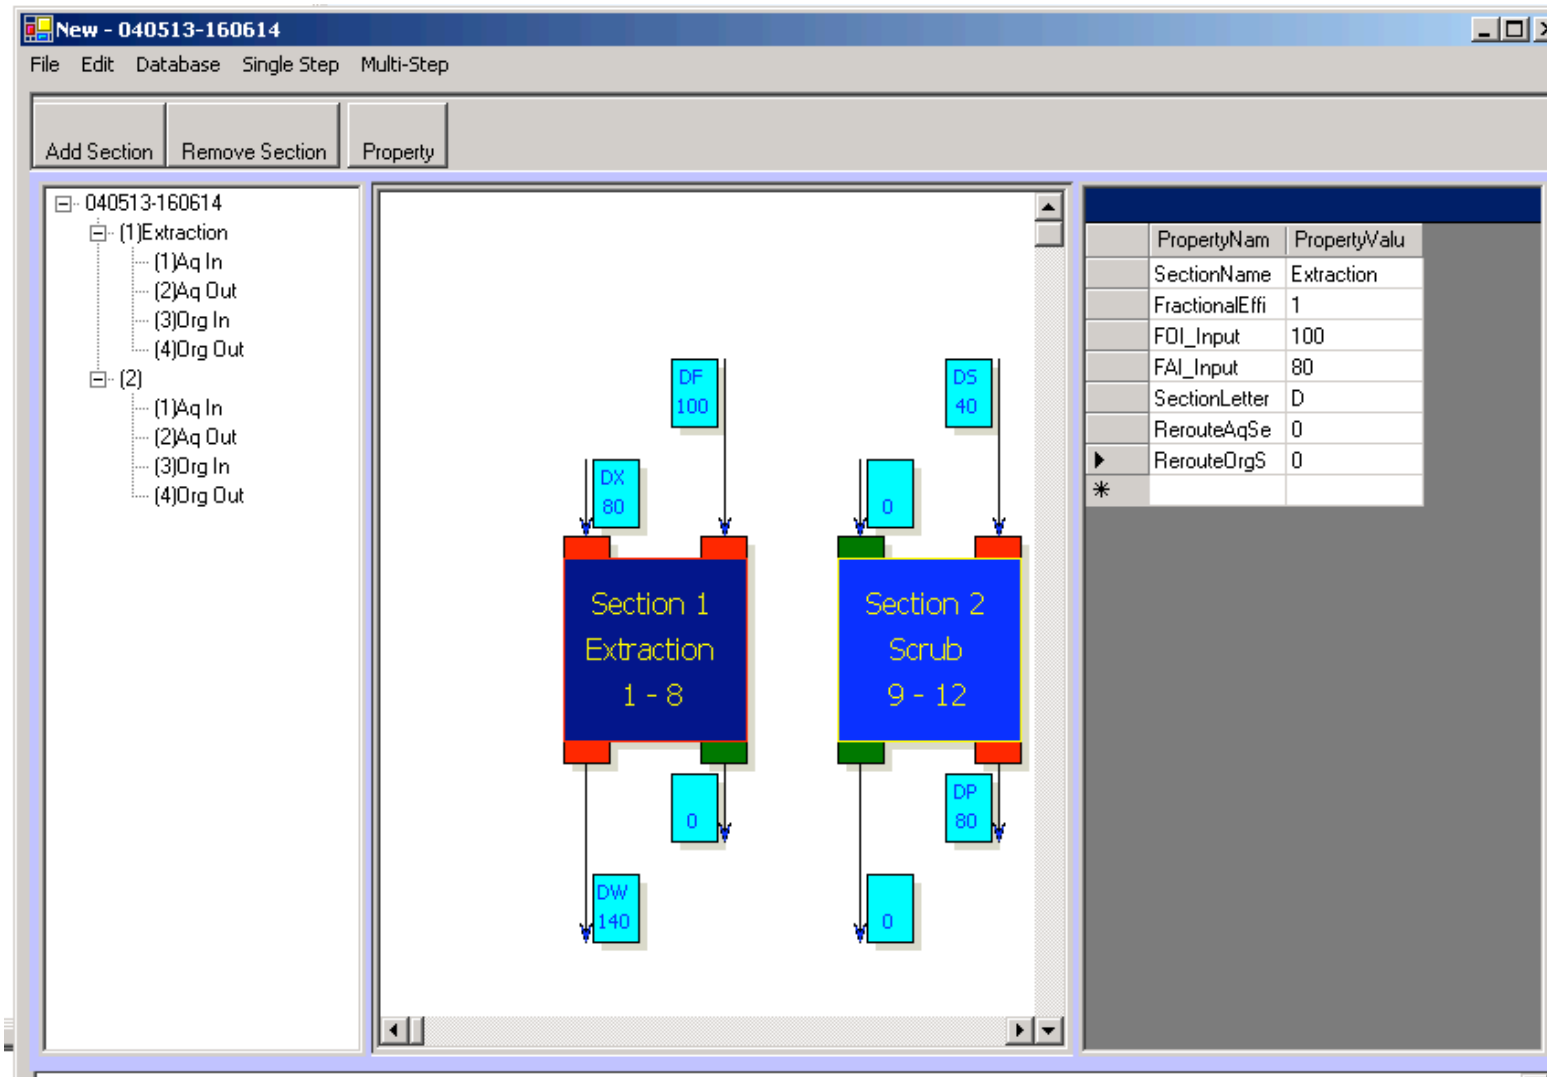 New - 040513-160614
File Edit Database Single Step Multi-Step
Add Section Remove Section Property
040513-160614
(1)Extraction
(1)Aq In
(2)Aq Out
(3)Org In
(4)Org Out
(2)
(1)Aq In
(2)Aq Out
(3)Org In
(4)Org Out
DF
100
DS
40
DX
80
0
Section 1
Extraction
1 - 8
Section 2
Scrub
9 - 12
0
DP
80
DW
140
0
PropertyNam PropertyValu
SectionName Extraction
FractionalEffi 1
FOI_Input 100
FAI_Input 80
SectionLetter D
RerouteAqSe 0
RerouteOrgS 0